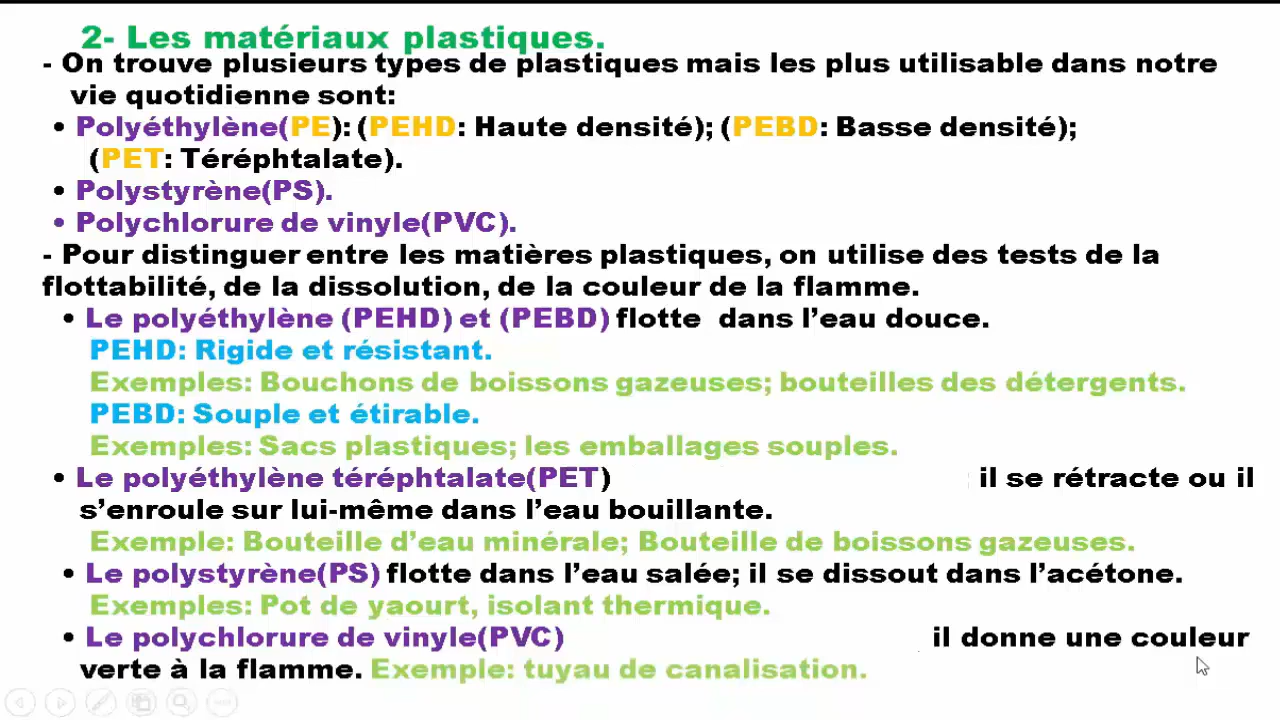 2- Les matériaux plastiques.
- On trouve plusieurs types de plastiques mais les plus utilisable dans notre
vie quotidienne sont:
• Polyéthylène(PE): (PEHD: Haute densité); (PEBD: Basse densité);
(PET: Téréphtalate).
• Polystyrène(PS).
• Polychlorure de vinyle(PVC).
- Pour distinguer entre les matières plastiques, on utilise des tests de la
flottabilité, de la dissolution, de la couleur de la flamme.
• Le polyéthylène (PEHD) et (PEBD) flotte dans l'eau douce.
PEHD: Rigide et résistant.
Exemples: Bouchons de boissons gazeuses; bouteilles des détergents.
PEBD: Souple et étirable.
Exemples: Sacs plastiques; les emballages souples.
• Le polyéthylène téréphtalate(PET) il se rétracte ou il
s'enroule sur lui-même dans l'eau bouillante.
Exemple: Bouteille d'eau minérale; Bouteille de boissons gazeuses.
• Le polystyrène(PS) flotte dans l'eau salée; il se dissout dans l'acétone.
Exemples: Pot de yaourt, isolant thermique.
• Le polychlorure de vinyle(PVC) il donne une couleur
verte à la flamme. Exemple: tuyau de canalisation.